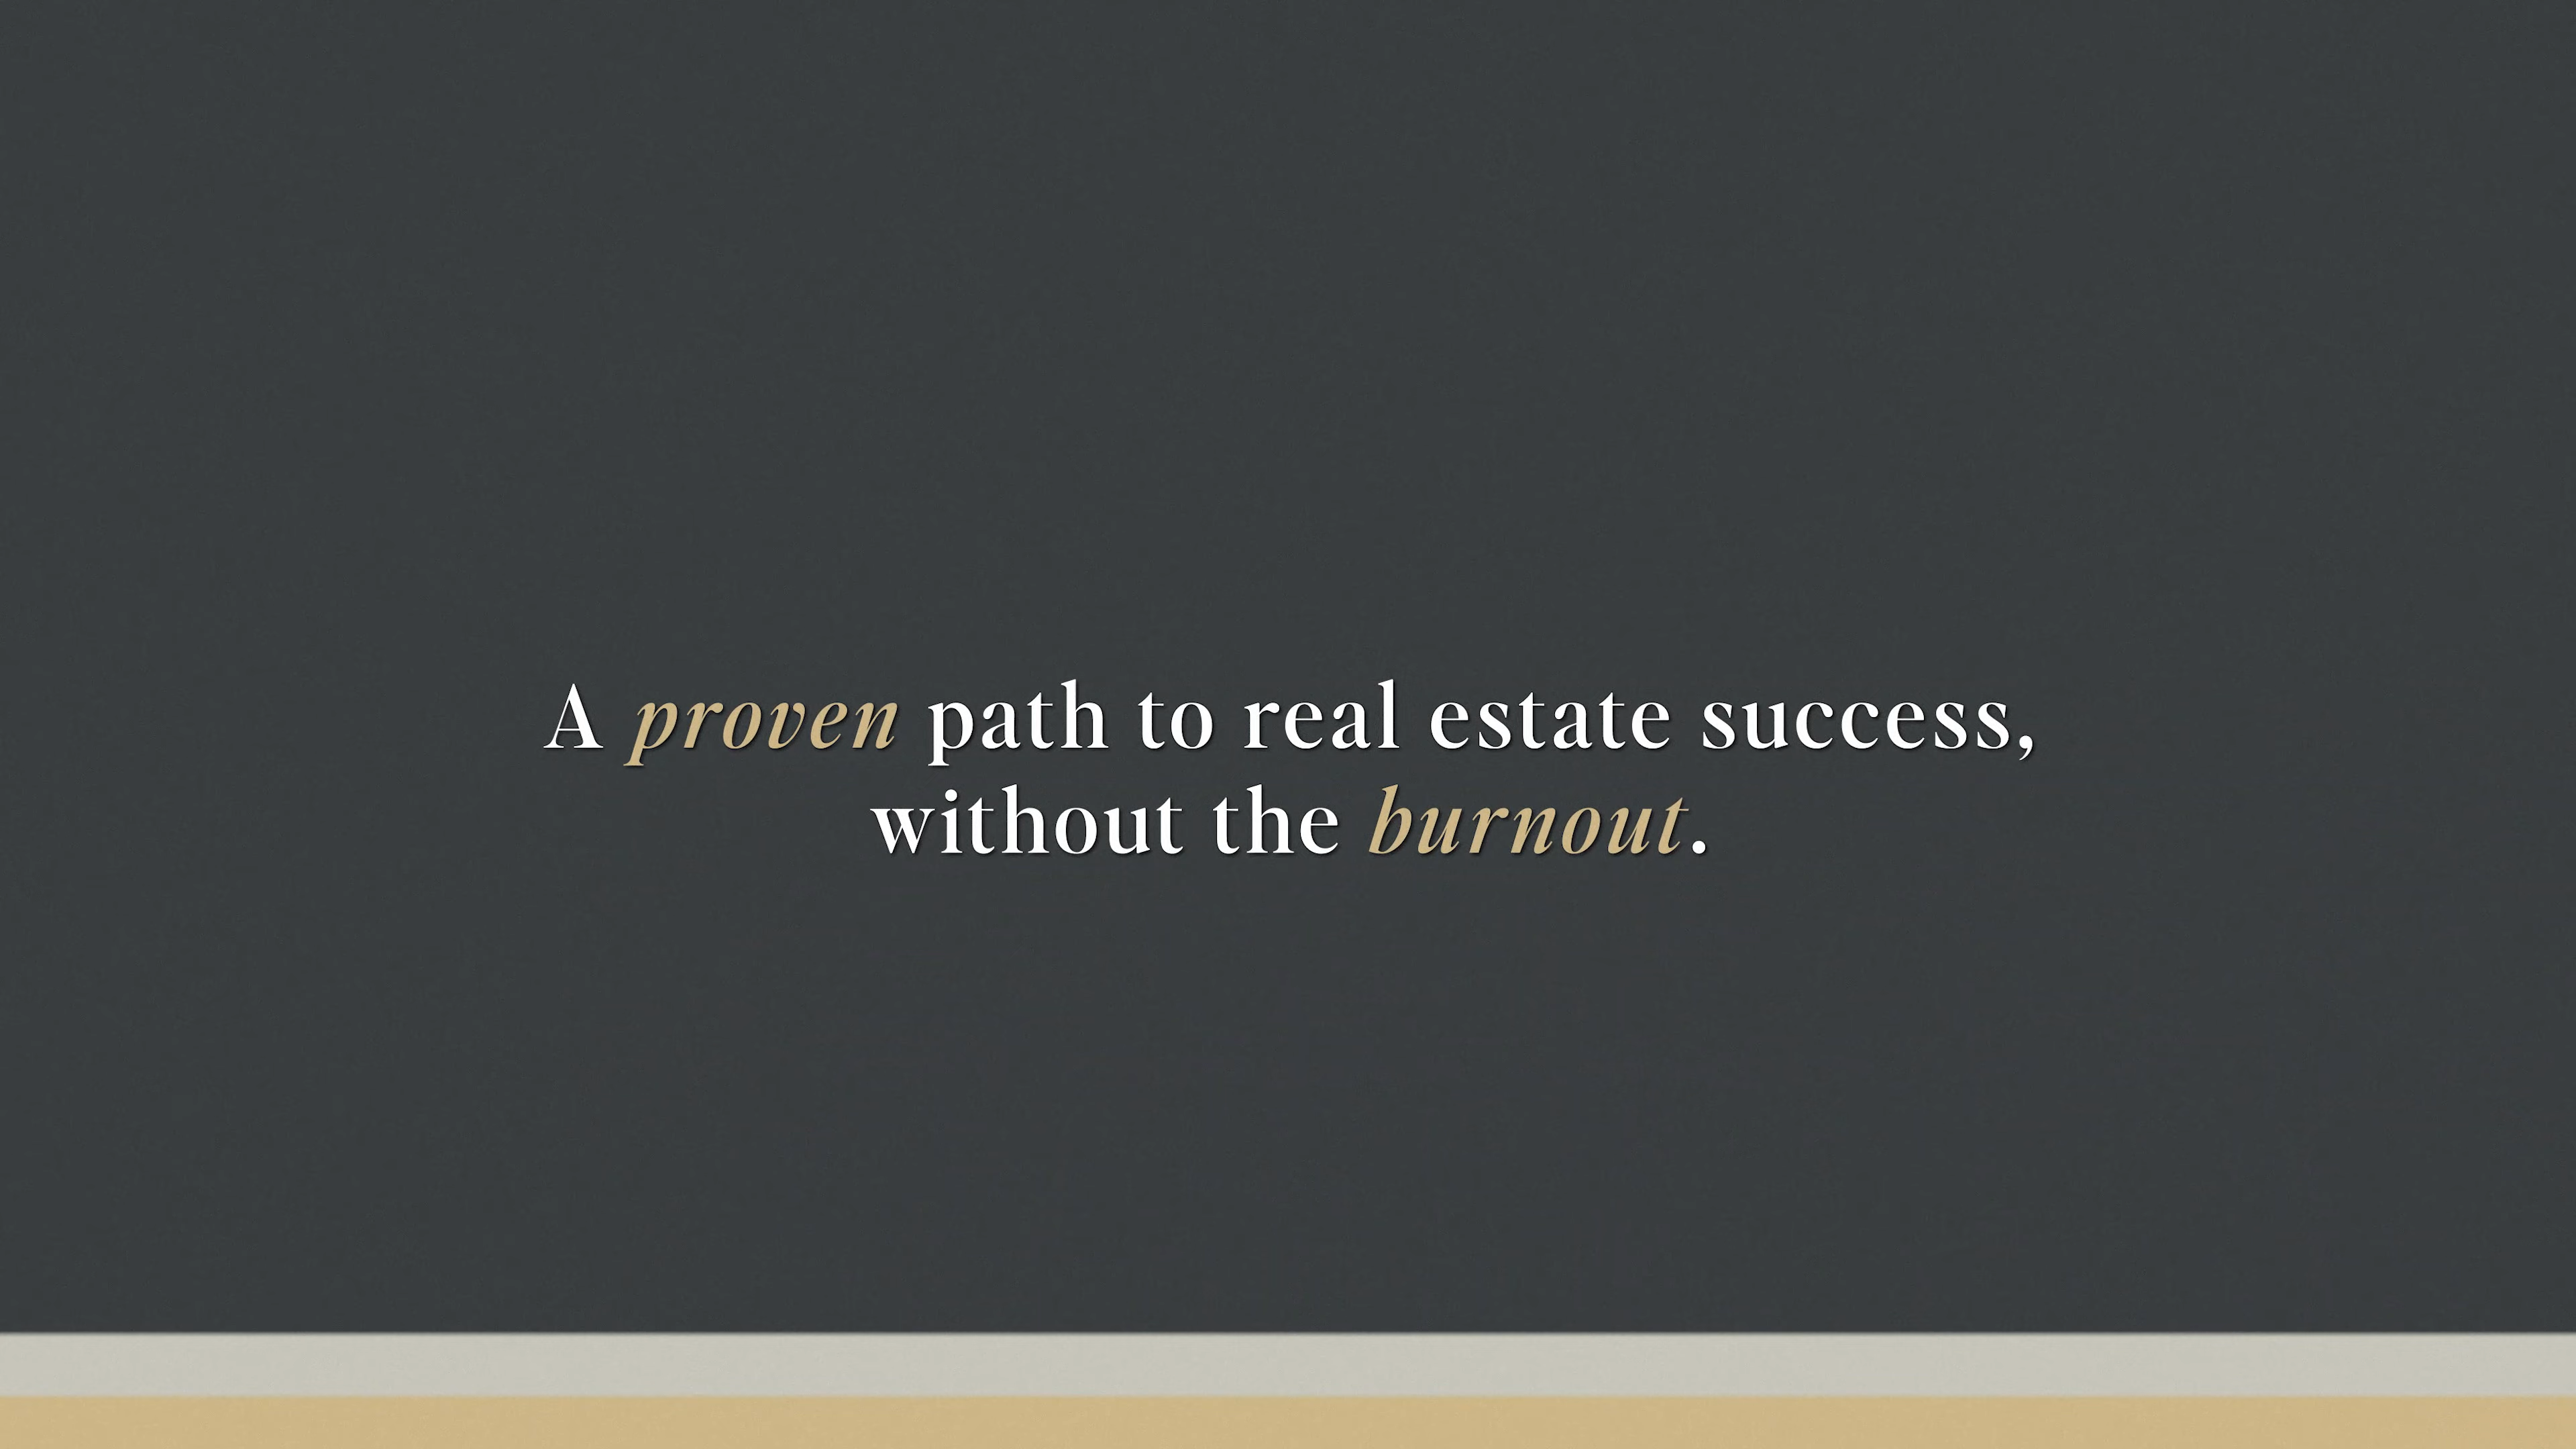 A proven path to real estate success,
without the burnout.